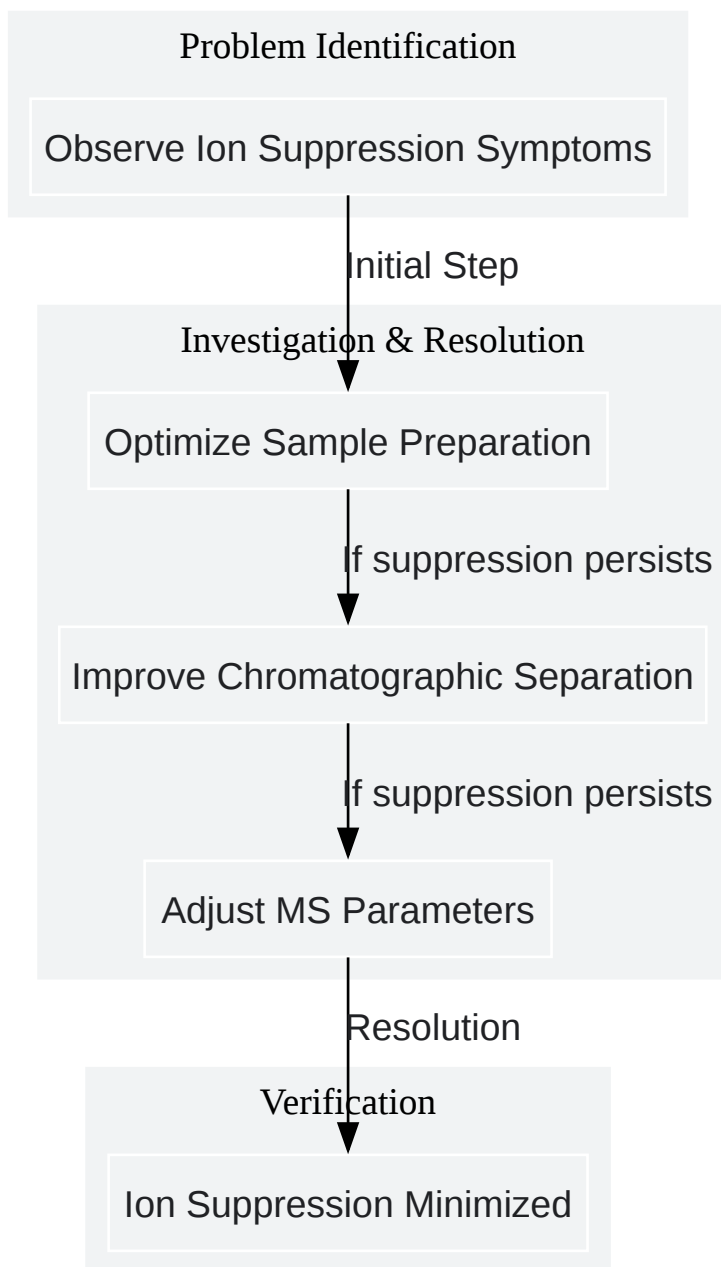 Problem Identification
Observe Ion Suppression Symptoms
Initial Step
Investigation & Resolution
Optimize Sample Preparation
If suppression persists
Improve Chromatographic Separation
If suppression persists
Adjust MS Parameters
Resolution
Verification
Ion Suppression Minimized